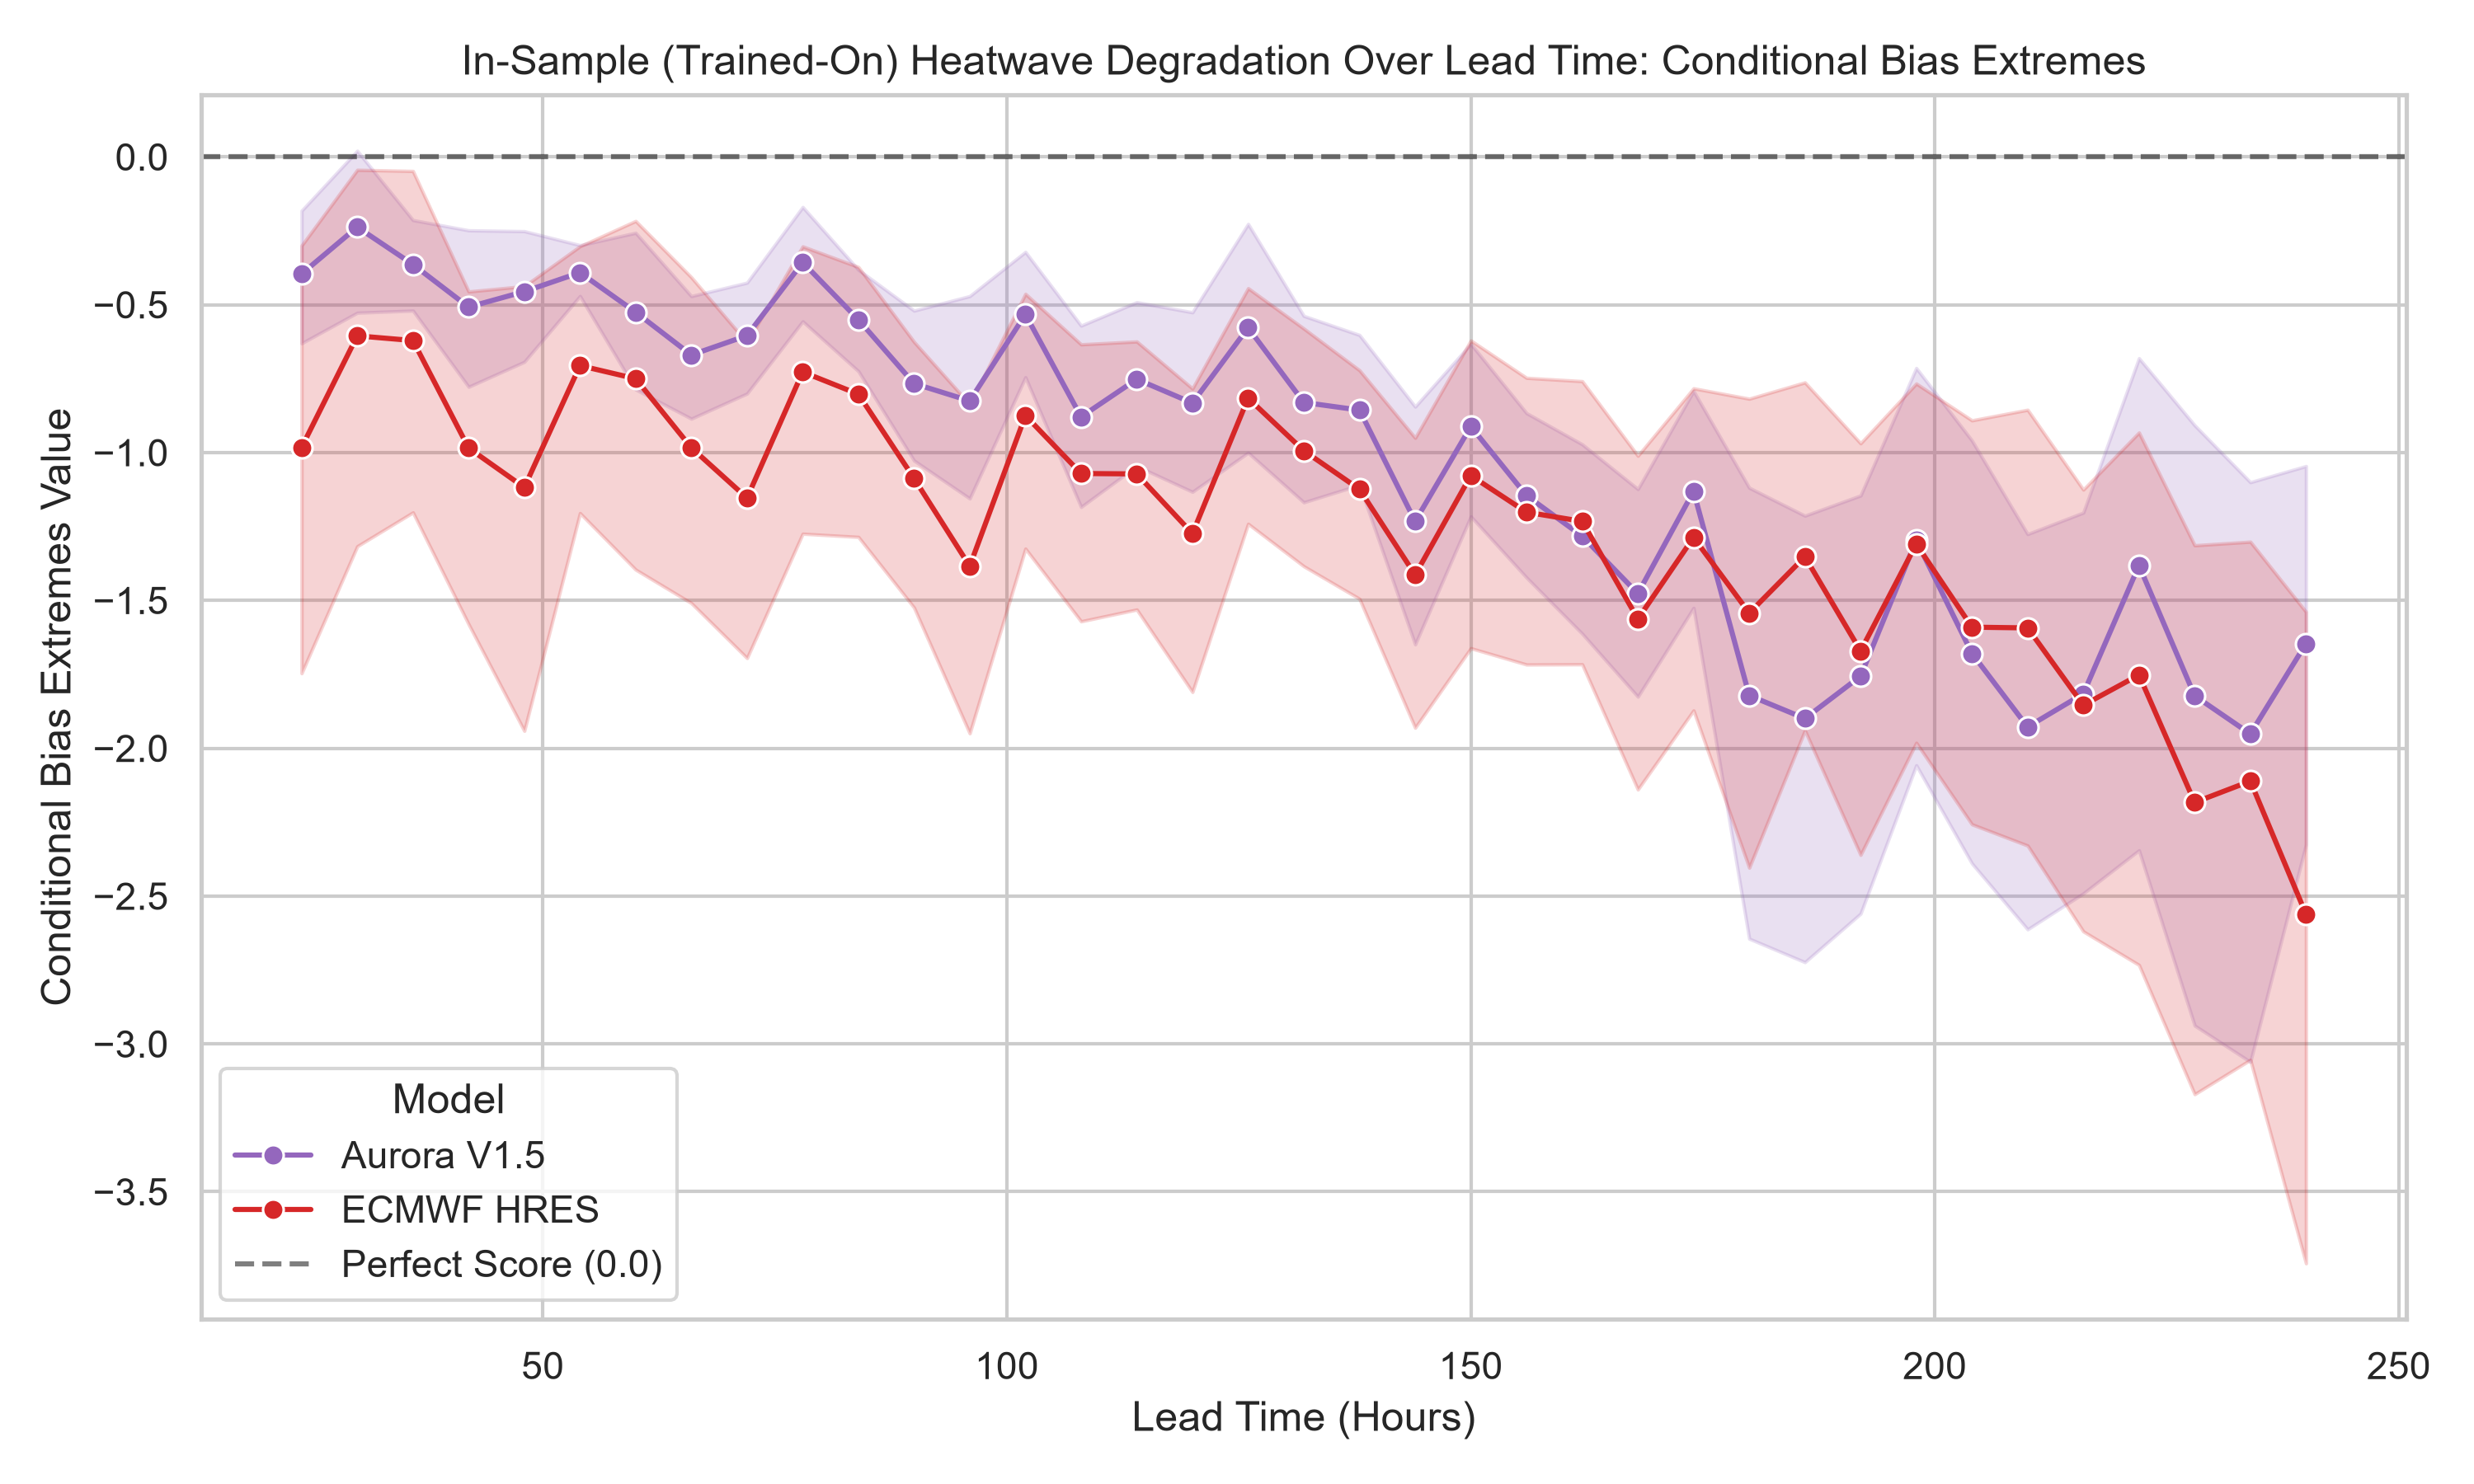 In-Sample (Trained-On) Heatwave Degradation Over Lead Time: Conditional Bias Extremes
Conditional Bias Extremes Value
0.0
−0.5
−1.0
−1.5
−2.0
−2.5
−3.0
−3.5
Model
Aurora V1.5
ECMWF HRES
Perfect Score (0.0)
50
100
150
200
250
Lead Time (Hours)